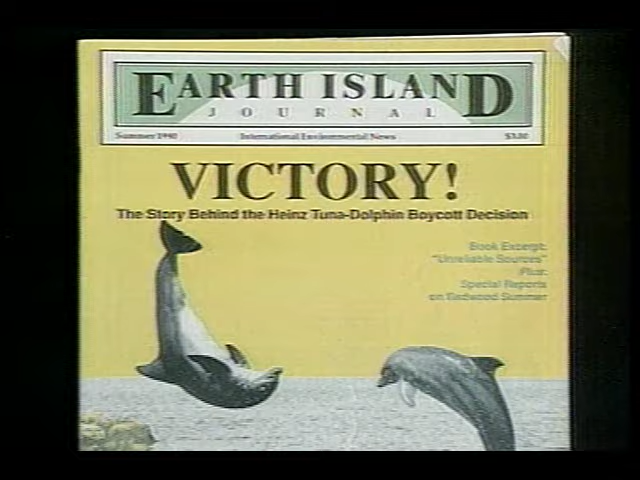 EARTH ISLAND
JOURNAL
Summer 1990
International Environmental News
$3.00
VICTORY!
The Story Behind the Heinz Tuna-Dolphin Boycott Decision
Book Excerpt:
"Unreliable Sources"
Plus:
Special Reports
on Redwood Summer